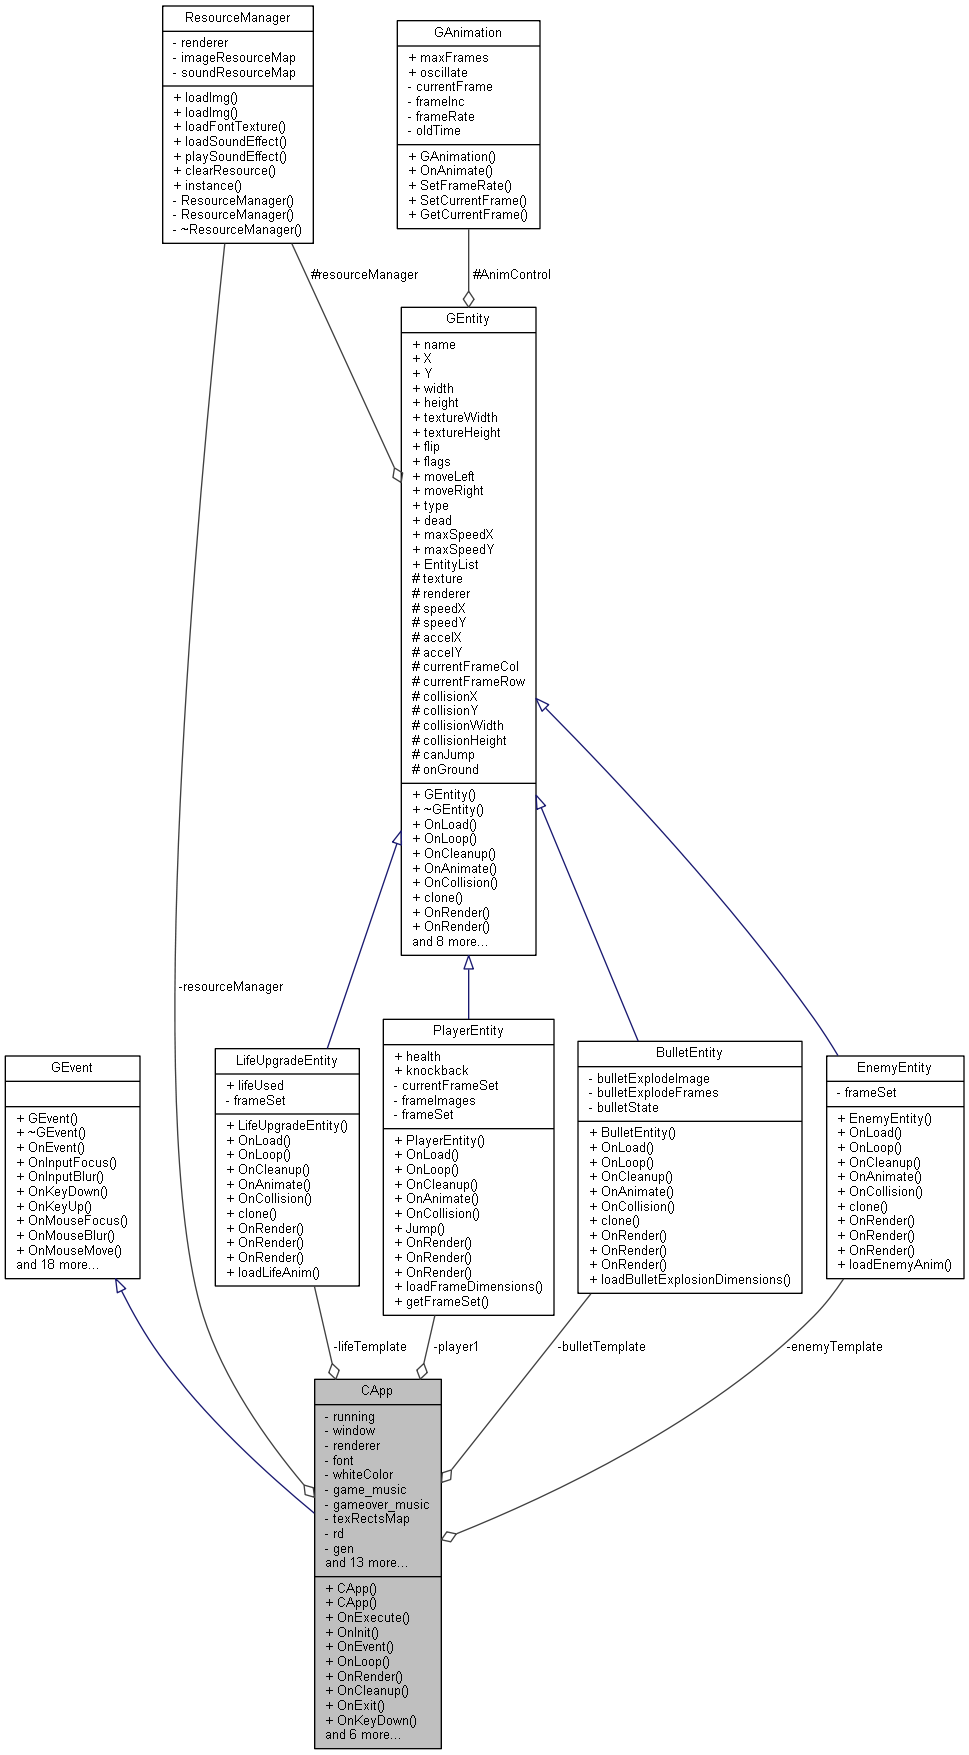 ResourceManager
- renderer
- imageResourceMap
- soundResourceMap
+ loadImg()
+ loadImg()
+ loadFontTexture()
+ loadSoundEffect()
+ playSoundEffect()
+ clearResource()
+ instance()
- ResourceManager()
- ResourceManager()
- ~ResourceManager()
GAnimation
+ maxFrames
+ oscillate
- currentFrame
- frameInc
- frameRate
- oldTime
+ GAnimation()
+ OnAnimate()
+ SetFrameRate()
+ SetCurrentFrame()
+ GetCurrentFrame()
#resourceManager
#AnimControl
GEntity
+ name
+ X
+ Y
+ width
+ height
+ textureWidth
+ textureHeight
+ flip
+ flags
+ moveLeft
+ moveRight
+ type
+ dead
+ maxSpeedX
+ maxSpeedY
+ EntityList
# texture
# renderer
# speedX
# speedY
# accelX
# accelY
# currentFrameCol
# currentFrameRow
# collisionX
# collisionY
# collisionWidth
# collisionHeight
# canJump
# onGround
+ GEntity()
+ ~GEntity()
+ OnLoad()
+ OnLoop()
+ OnCleanup()
+ OnAnimate()
+ OnCollision()
+ clone()
+ OnRender()
+ OnRender()
and 8 more...
-resourceManager
GEvent
+ GEvent()
+ ~GEvent()
+ OnEvent()
+ OnInputFocus()
+ OnInputBlur()
+ OnKeyDown()
+ OnKeyUp()
+ OnMouseFocus()
+ OnMouseBlur()
+ OnMouseMove()
and 18 more...
LifeUpgradeEntity
+ lifeUsed
- frameSet
+ LifeUpgradeEntity()
+ OnLoad()
+ OnLoop()
+ OnCleanup()
+ OnAnimate()
+ OnCollision()
+ clone()
+ OnRender()
+ OnRender()
+ OnRender()
+ loadLifeAnim()
PlayerEntity
+ health
+ knockback
- currentFrameSet
- frameImages
- frameSet
+ PlayerEntity()
+ OnLoad()
+ OnLoop()
+ OnCleanup()
+ OnAnimate()
+ OnCollision()
+ Jump()
+ OnRender()
+ OnRender()
+ OnRender()
+ loadFrameDimensions()
+ getFrameSet()
BulletEntity
- bulletExplodeImage
- bulletExplodeFrames
- bulletState
+ BulletEntity()
+ OnLoad()
+ OnLoop()
+ OnCleanup()
+ OnAnimate()
+ OnCollision()
+ clone()
+ OnRender()
+ OnRender()
+ OnRender()
+ loadBulletExplosionDimensions()
EnemyEntity
- frameSet
+ EnemyEntity()
+ OnLoad()
+ OnLoop()
+ OnCleanup()
+ OnAnimate()
+ OnCollision()
+ clone()
+ OnRender()
+ OnRender()
+ OnRender()
+ loadEnemyAnim()
-lifeTemplate
-player1
-bulletTemplate
-enemyTemplate
CApp
- running
- window
- renderer
- font
- whiteColor
- game_music
- gameover_music
- texRectsMap
- rd
- gen
and 13 more...
+ CApp()
+ CApp()
+ OnExecute()
+ OnInit()
+ OnEvent()
+ OnLoop()
+ OnRender()
+ OnCleanup()
+ OnExit()
+ OnKeyDown()
and 6 more...